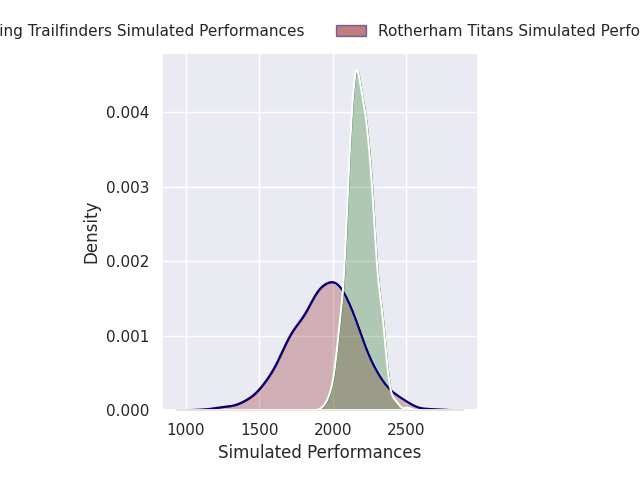 ing Trailfinders Simulated Performances
Rotherham Titans Simulated Perfo
0.004
0.003
0.002
0.001
0.000
Density
1000 1500 2000 2500
Simulated Performances